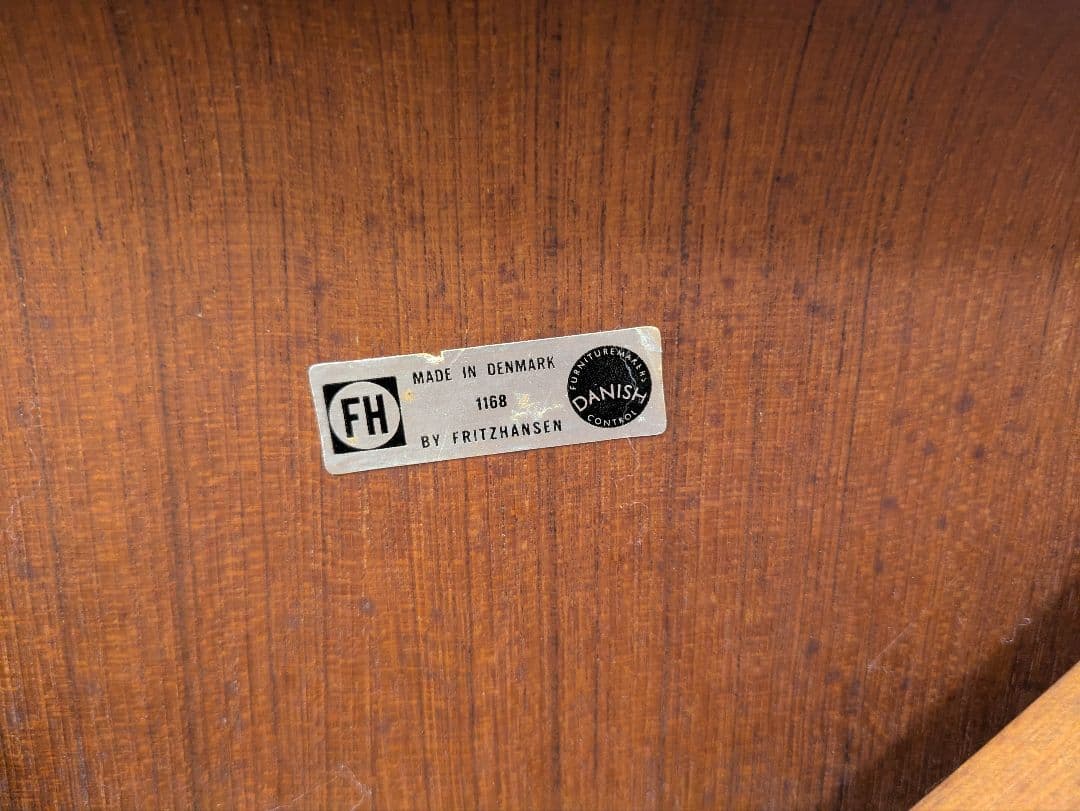 FH
MADE IN DENMARK
1168
BY FRITZHANSEN
FURNITUREMAKERS
DANISH
CONTROL